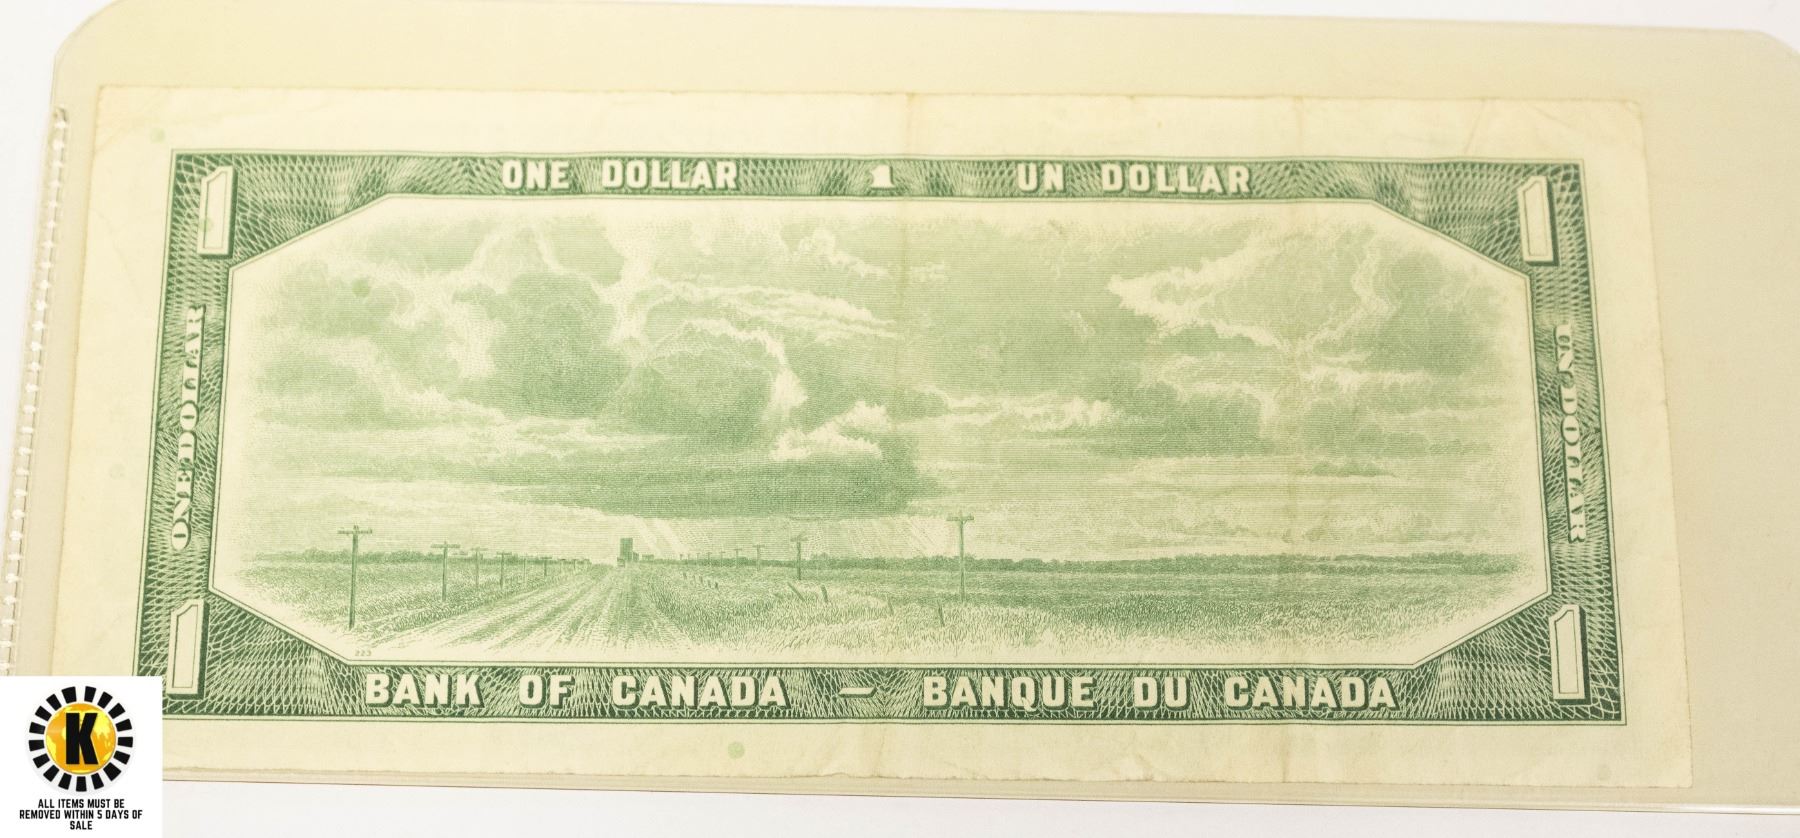 ONE DOLLAR 1 UN DOLLAR
1
1
ONE DOLLAR
UN DOLLAR
223
1
1
BANK OF CANADA — BANQUE DU CANADA
K
ALL ITEMS MUST BE
REMOVED WITHIN 5 DAYS OF
SALE